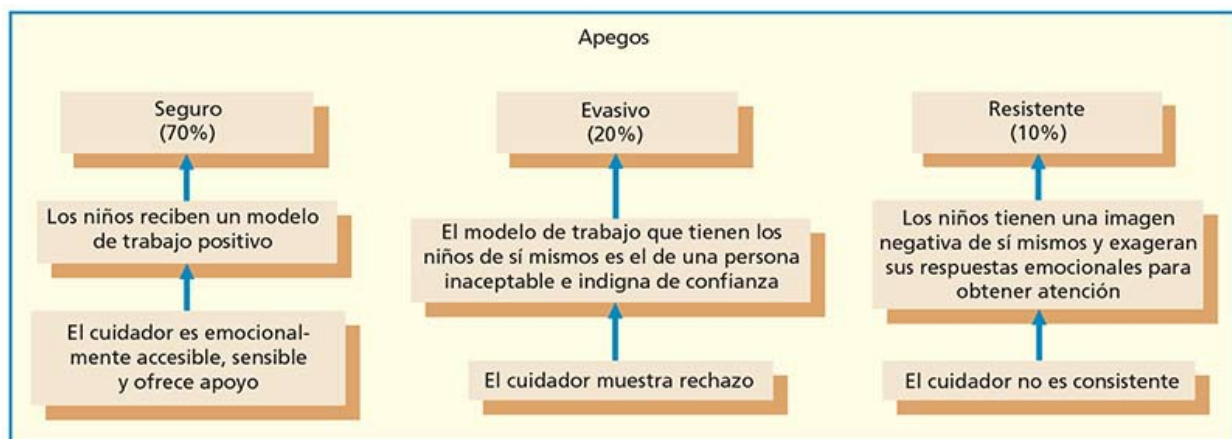 Apegos
Seguro
(70%)
Los niños reciben un modelo
de trabajo positivo
El cuidador es emocional-
mente accesible, sensible
y ofrece apoyo
Evasivo
(20%)
El modelo de trabajo que tienen los
niños de sí mismos es el de una persona
inaceptable e indigna de confianza
El cuidador muestra rechazo
Resistente
(10%)
Los niños tienen una imagen
negativa de sí mismos y exageran
sus respuestas emocionales para
obtener atención
El cuidador no es consistente